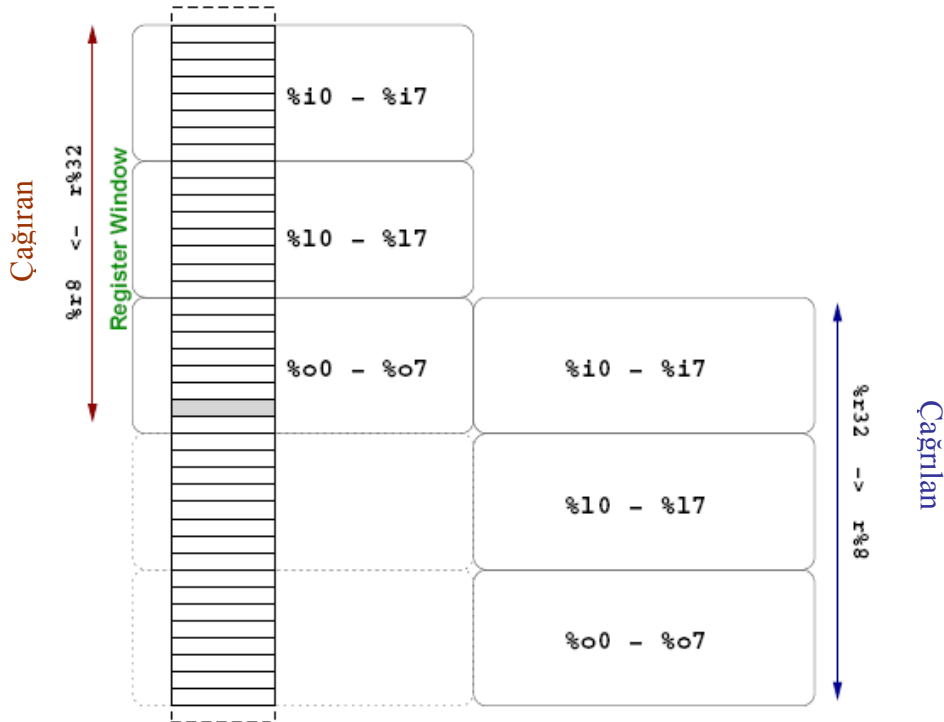 Çağıran
%r8 <- r%32
Register Window
%i0 - %i7
%l0 - %l7
%o0 - %o7
%i0 - %i7
%l0 - %l7
%o0 - %o7
%r32 -> r%8
Çağrılan